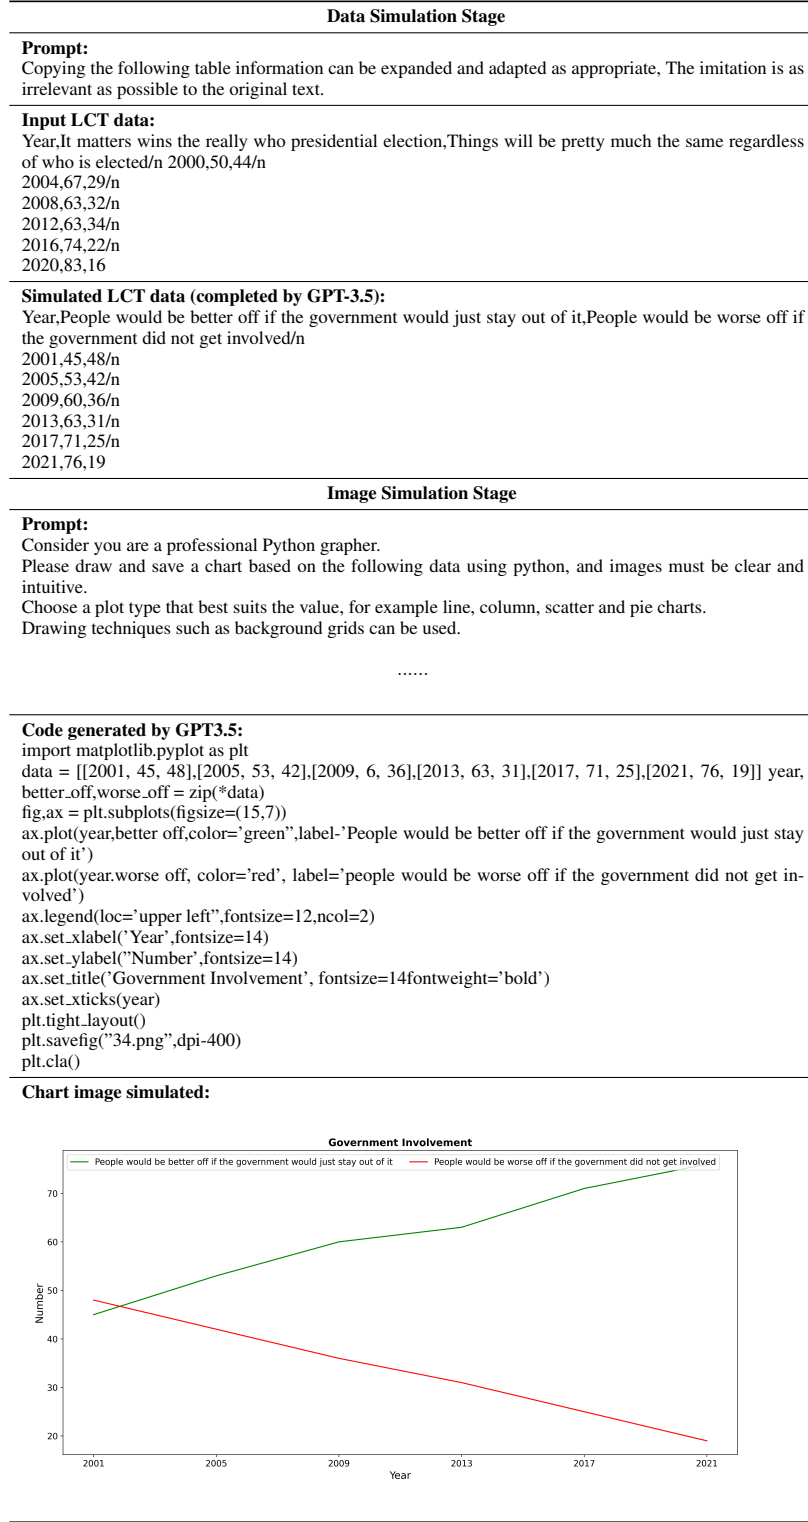 Data Simulation Stage
Prompt:
Copying the following table information can be expanded and adapted as appropriate, The imitation is as
irrelevant as possible to the original text.
Input LCT data:
Year,It matters wins the really who presidential election,Things will be pretty much the same regardless
of who is elected/n 2000,50,44/n
2004,67,29/n
2008,63,32/n
2012,63,34/n
2016,74,22/n
2020,83,16
Simulated LCT data (completed by GPT-3.5):
Year,People would be better off if the government would just stay out of it,People would be worse off if
the government did not get involved/n
2001,45,48/n
2005,53,42/n
2009,60,36/n
2013,63,31/n
2017,71,25/n
2021,76,19
Image Simulation Stage
Prompt:
Consider you are a professional Python grapher.
Please draw and save a chart based on the following data using python, and images must be clear and
intuitive.
Choose a plot type that best suits the value, for example line, column, scatter and pie charts.
Drawing techniques such as background grids can be used.
......
Code generated by GPT3.5:
import matplotlib.pyplot as plt
data = [[2001, 45, 48],[2005, 53, 42],[2009, 6, 36],[2013, 63, 31],[2017, 71, 25],[2021, 76, 19]] year,
better_off,worse_off = zip(*data)
fig,ax = plt.subplots(figsize=(15,7))
ax.plot(year,better off,color=’green”,label-’People would be better off if the government would just stay
out of it’)
ax.plot(year.worse off, color=’red’, label=’people would be worse off if the government did not get in-
volved’)
ax.legend(loc=’upper left”,fontsize=12,ncol=2)
ax.set_xlabel(’Year’,fontsize=14)
ax.set_ylabel(”Number’,fontsize=14)
ax.set_title(’Government Involvement’, fontsize=14fontweight=’bold’)
ax.set_xticks(year)
plt.tight_layout()
plt.savefig(”34.png”,dpi-400)
plt.cla()
Chart image simulated:
Government Involvement
People would be better off if the government would just stay out of it People would be worse off if the government did not get involved
70
60
50
40
30
20
Number
2001 2005 2009 2013 2017 2021
Year